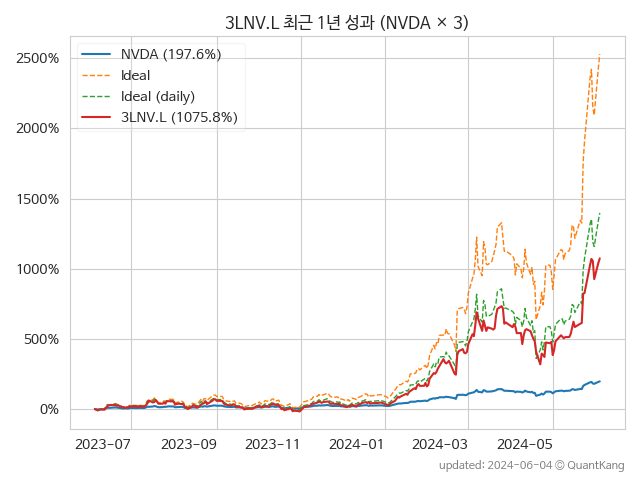 3LNV.L 최근 1년 성과 (NVDA × 3)
NVDA (197.6%)
Ideal
Ideal (daily)
3LNV.L (1075.8%)
2500%
2000%
1500%
1000%
500%
0%
2023-07 2023-09 2023-11 2024-01 2024-03 2024-05
updated: 2024-06-04 © QuantKang